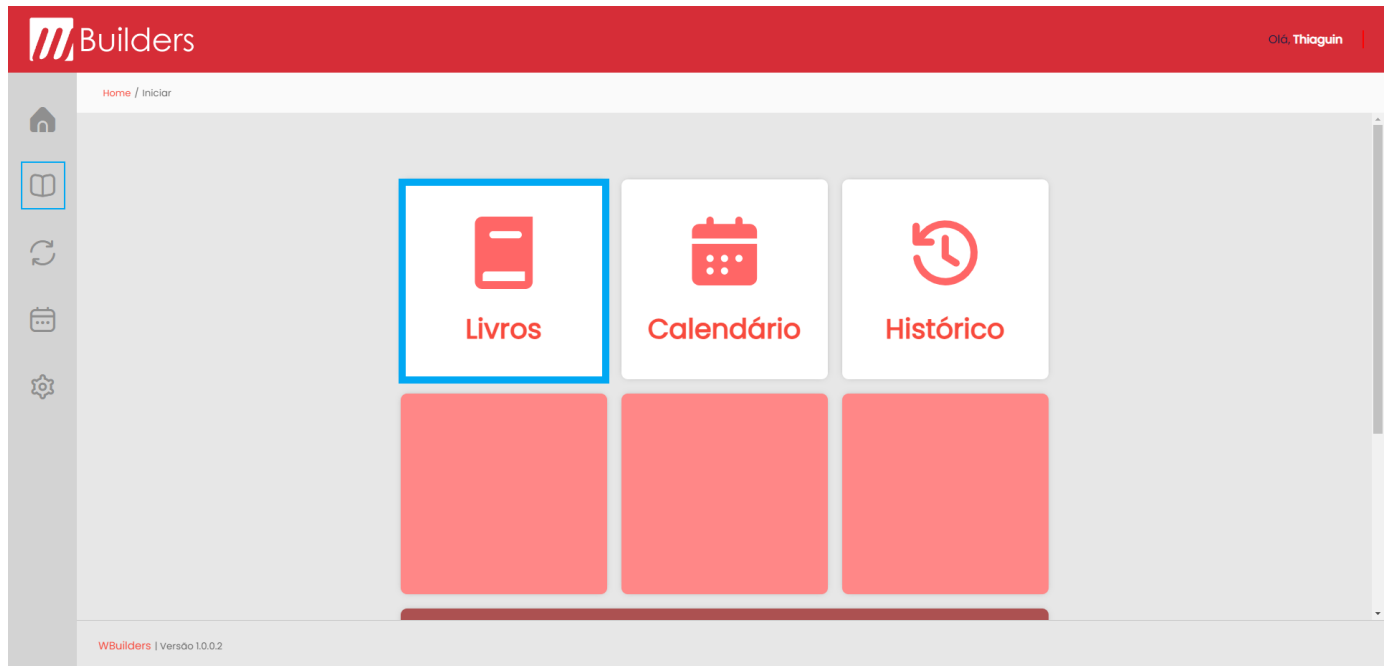 Builders
Olá, Thiaguin
Home / Iniciar
Livros
Calendário
Histórico
WBuilders | Versão 1.0.0.2